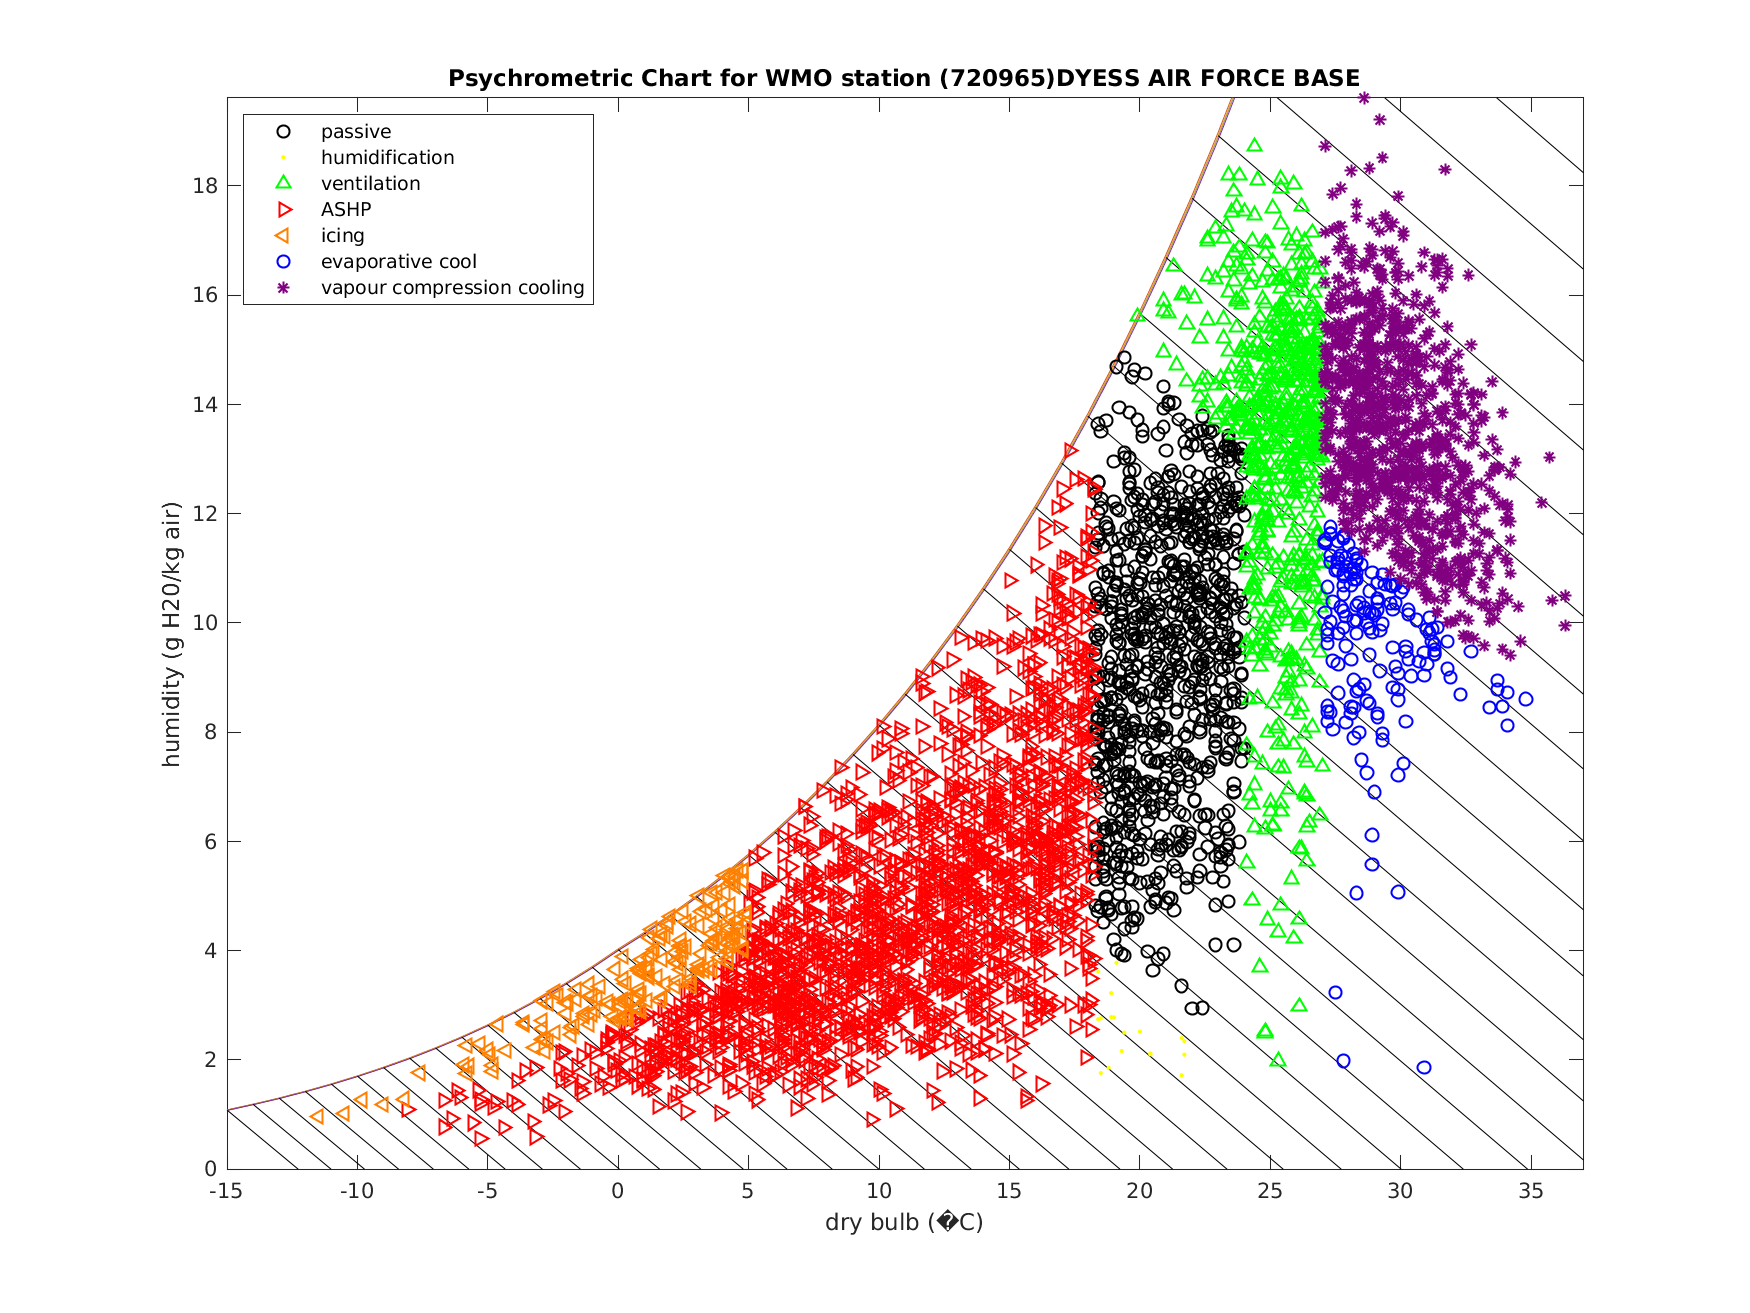 Psychrometric Chart for WMO station (720965)DYESS AIR FORCE BASE
passive
humidification
ventilation
ASHP
icing
evaporative cool
vapour compression cooling
humidity (g H20/kg air)
18
16
14
12
10
8
6
4
2
0
-15 -10 -5 0 5 10 15 20 25 30 35
dry bulb (�C)